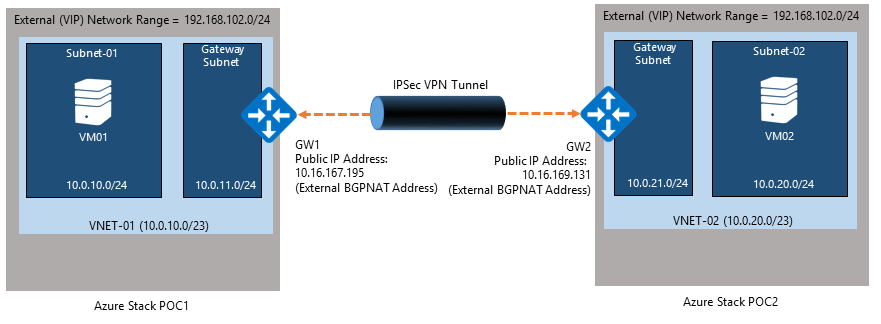 External (VIP) Network Range = 192.168.102.0/24
Subnet-01
VM01
10.0.10.0/24
Gateway
Subnet
10.0.11.0/24
VNET-01 (10.0.10.0/23)
Azure Stack POC1
IPSec VPN Tunnel
GW1
Public IP Address:
10.16.167.195
(External BGPNAT Address)
GW2
Public IP Address:
10.16.169.131
(External BGPNAT Address)
External (VIP) Network Range = 192.168.102.0/24
Gateway
Subnet
10.0.21.0/24
Subnet-02
VM02
10.0.20.0/24
VNET-02 (10.0.20.0/23)
Azure Stack POC2